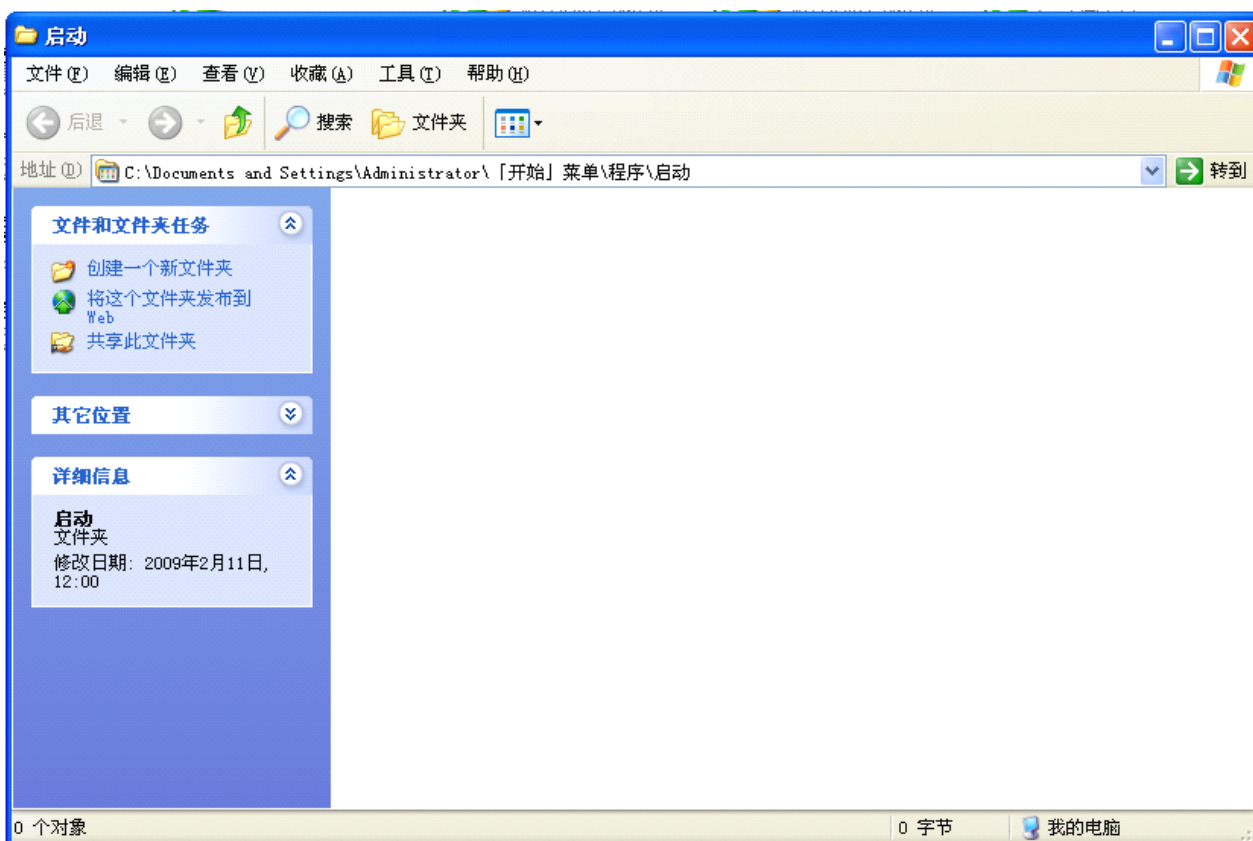 启动
文件(F) 编辑(E) 查看(V) 收藏(A) 工具(T) 帮助(H)
后退 搜索 文件夹
地址(D) C:\Documents and Settings\Administrator\「开始」菜单\程序\启动 转到
文件和文件夹任务
创建一个新文件夹
将这个文件夹发布到
Web
共享此文件夹
其它位置
详细信息
启动
文件夹
修改日期: 2009年2月11日,
12:00
0 个对象 0 字节 我的电脑